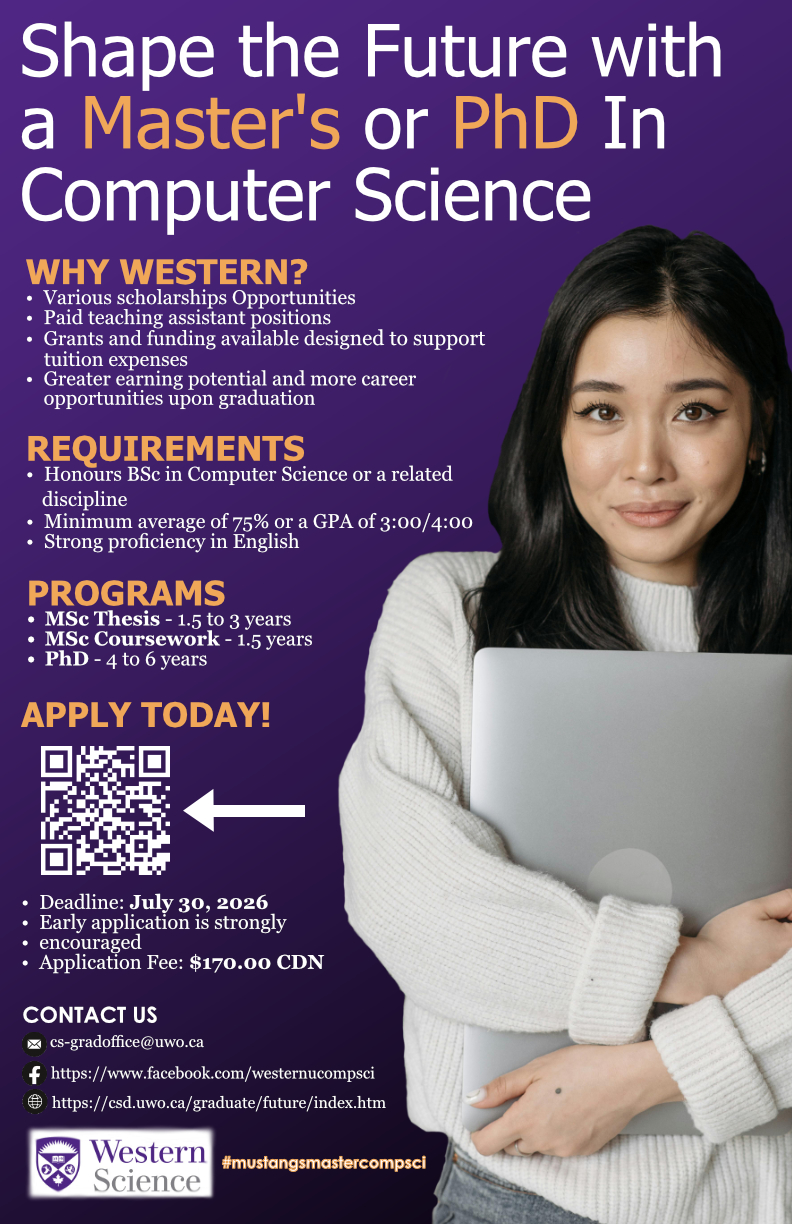 Shape the Future with
a Master's or PhD In
Computer Science
WHY WESTERN?
• Various scholarships Opportunities
• Paid teaching assistant positions
• Grants and funding available designed to support
tuition expenses
• Greater earning potential and more career
opportunities upon graduation
REQUIREMENTS
• Honours BSc in Computer Science or a related
discipline
• Minimum average of 75% or a GPA of 3:00/4:00
• Strong proficiency in English
PROGRAMS
• MSc Thesis - 1.5 to 3 years
• MSc Coursework - 1.5 years
• PhD - 4 to 6 years
APPLY TODAY!
• Deadline: July 30, 2026
• Early application is strongly
• encouraged
• Application Fee: $170.00 CDN
CONTACT US
cs-gradoffice@uwo.ca
https://www.facebook.com/westernucompsci
https://csd.uwo.ca/graduate/future/index.htm
Western
Science
#mustangsmastercompsci